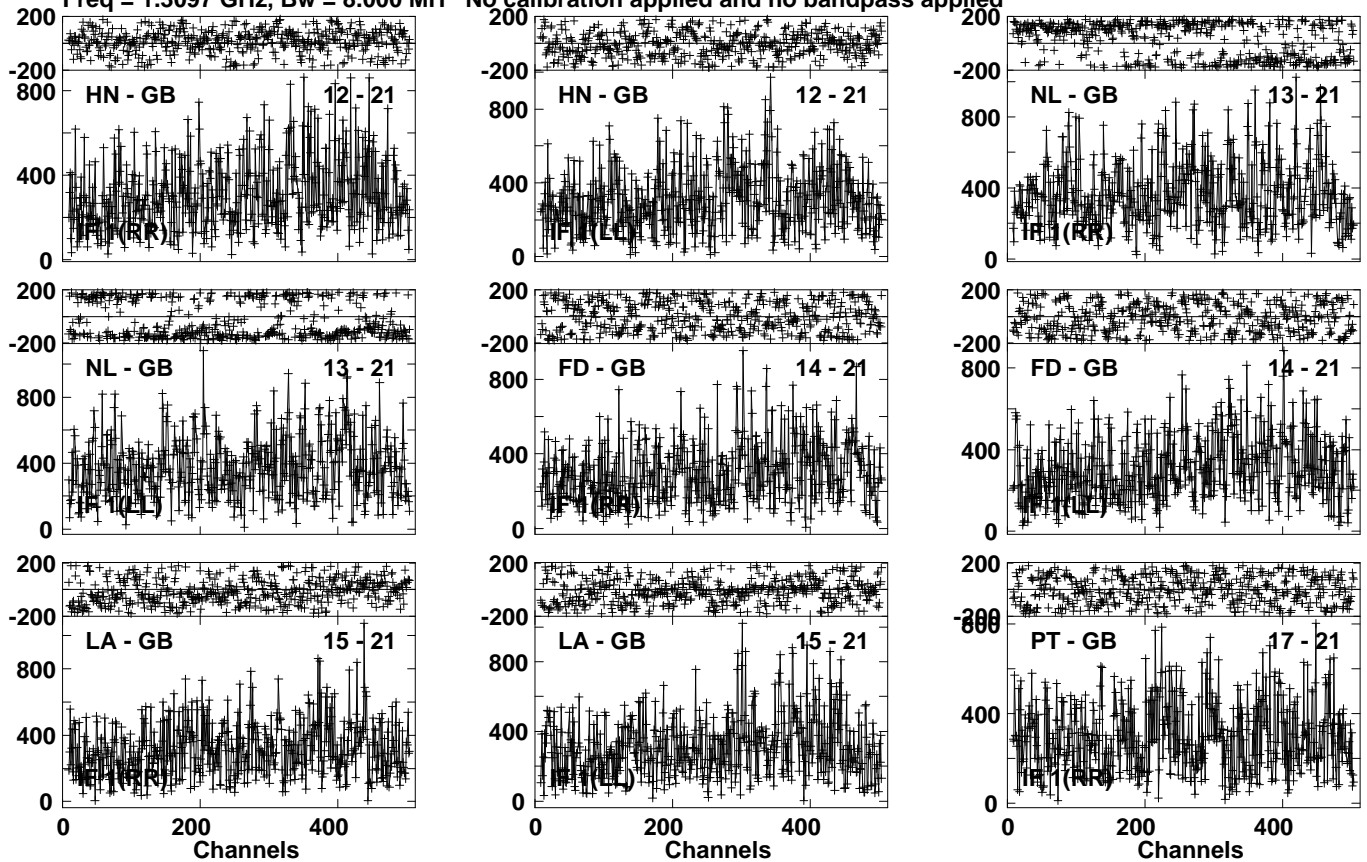 Freq = 1.3097 GHz, Bw = 8.000 MH No calibration applied and no bandpass applied
200 200 200
-200 -200 -200
800 HN - GB 12 - 21 800 HN - GB 12 - 21 800 NL - GB 13 - 21
400 400 400
IF 1(RR) IF 1(LL) IF 1(RR)
0 0 0
200 200 200
-200 -200 -200
800 NL - GB 13 - 21 800 FD - GB 14 - 21 800 FD - GB 14 - 21
400 400 400
IF 1(LL) IF 1(RR) IF 1(LL)
0 0 0
200 200 200
-200 -200 -200
800 LA - GB 15 - 21 800 LA - GB 15 - 21 800 PT - GB 17 - 21
400 400 400
IF 1(RR) IF 1(LL) IF 1(RR)
0 0 0
0 200 400 0 200 400 0 200 400
Channels Channels Channels